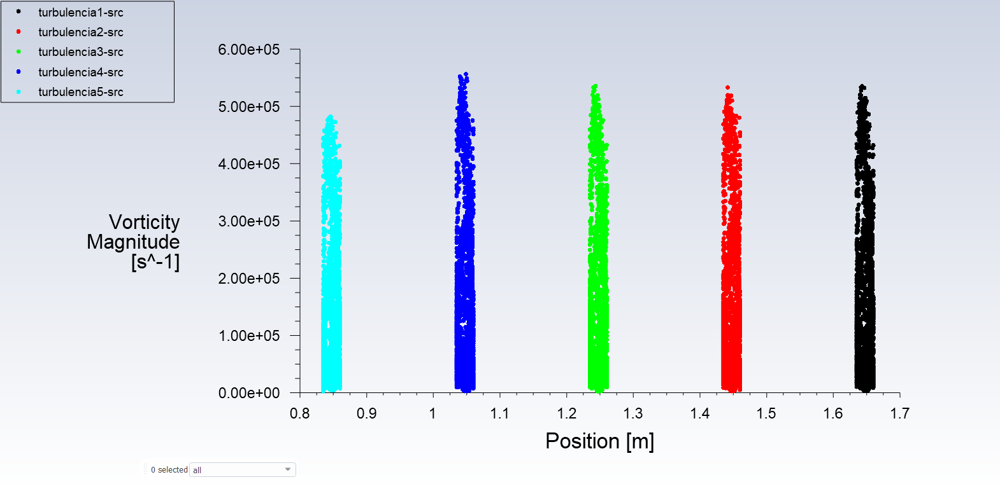 turbulencia1-src
turbulencia2-src
turbulencia3-src
turbulencia4-src
turbulencia5-src
6.00e+05
5.00e+05
4.00e+05
3.00e+05
2.00e+05
1.00e+05
0.00e+00
Vorticity
Magnitude
[s^-1]
0.8 0.9 1 1.1 1.2 1.3 1.4 1.5 1.6 1.7
Position [m]
0 selected all